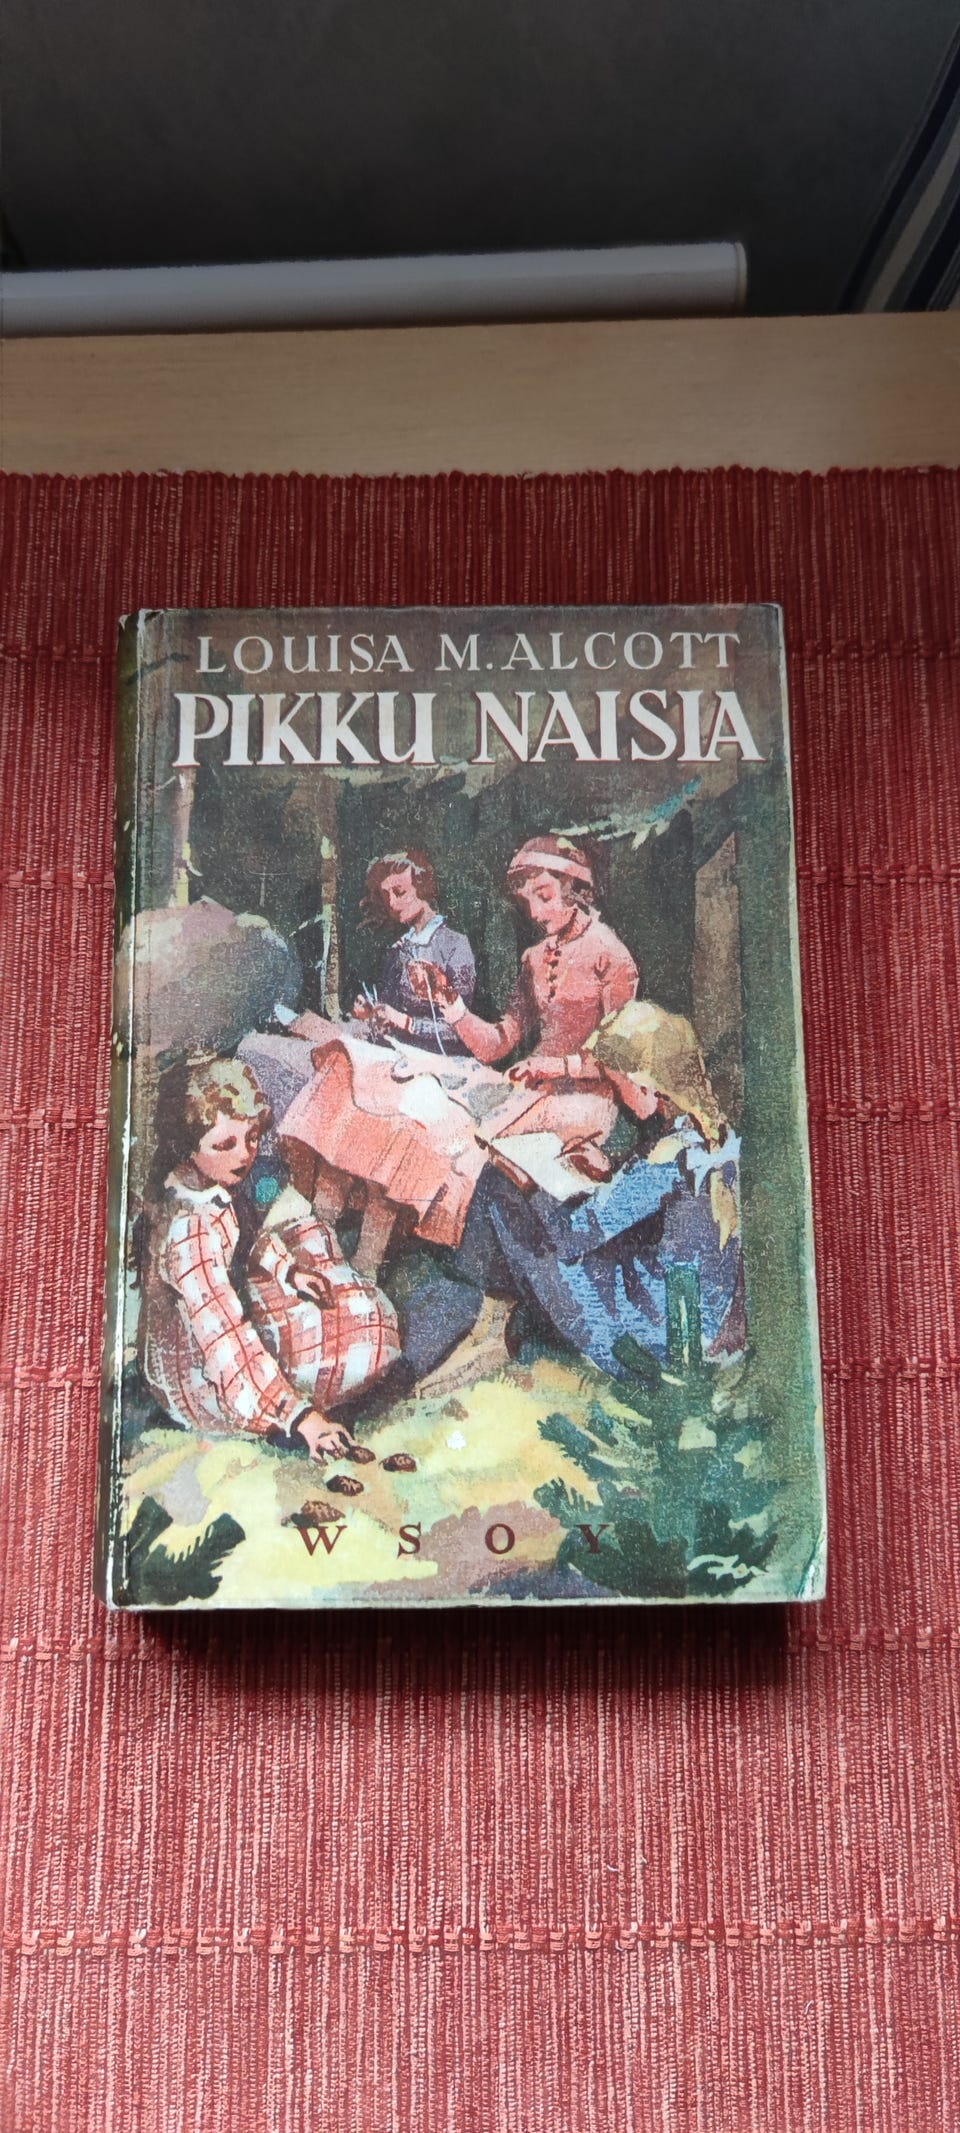 LOUISA M. ALCOTT
PIKKU NAISIA
W S O Y